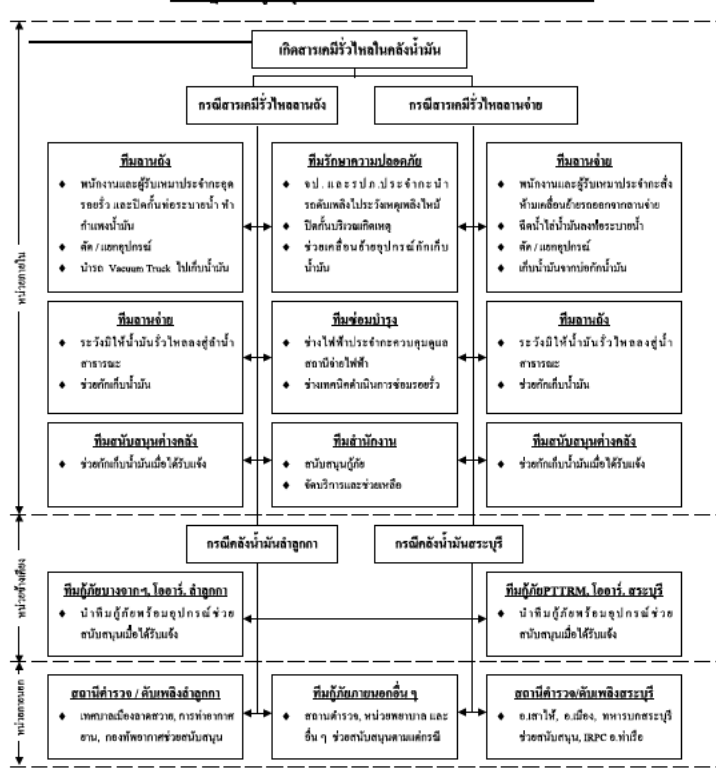 เกิดสารเคมีรั่วไหลในคลังน้ำมัน
กรณีสารเคมีรั่วไหลลานถัง
กรณีสารเคมีรั่วไหลลานจ่าย
หน่วยภายใน
ทีมลานถัง
♦ พนักงานและผู้รับเหมาประจำกะอุด
รอยรั่ว และปิดกั้นท่อระบายน้ำ ทำ
กำแพงน้ำมัน
♦ ตัด / แยกอุปกรณ์
♦ นำรถ Vacuum Truck ไปเก็บน้ำมัน
ทีมรักษาความปลอดภัย
♦ จป. และรปภ.ประจำกะนำ
รถดับเพลิงไประวังเหตุเพลิงไหม้
♦ ปิดกั้นบริเวณเกิดเหตุ
♦ ช่วยเคลื่อนย้ายอุปกรณ์กักเก็บ
น้ำมัน
ทีมลานจ่าย
♦ พนักงานและผู้รับเหมาประจำกะสั่ง
ห้ามเคลื่อนย้ายรถออกจากลานจ่าย
♦ ฉีดน้ำไล่น้ำมันลงท่อระบายน้ำ
♦ ตัด / แยกอุปกรณ์
♦ เก็บน้ำมันจากบ่อกักน้ำมัน
ทีมลานจ่าย
♦ ระวังมิให้น้ำมันรั่วไหลลงสู่ลำน้ำ
สาธารณะ
♦ ช่วยกักเก็บน้ำมัน
ทีมซ่อมบำรุง
♦ ช่างไฟฟ้าประจำกะควบคุมดูแล
สถานีจ่ายไฟฟ้า
♦ ช่างเทคนิคดำเนินการซ่อมรอยรั่ว
ทีมลานถัง
♦ ระวังมิให้น้ำมันรั่วไหลลงสู่น้ำ
สาธารณะ
♦ ช่วยกักเก็บน้ำมัน
ทีมสนับสนุนต่างคลัง
♦ ช่วยกักเก็บน้ำมันเมื่อได้รับแจ้ง
ทีมสำนักงาน
♦ สนับสนุนกู้ภัย
♦ จัดบริการและช่วยเหลือ
ทีมสนับสนุนต่างคลัง
♦ ช่วยกักเก็บน้ำมันเมื่อได้รับแจ้ง
หน่วยข้างเคียง
กรณีคลังน้ำมันลำลูกกา
กรณีคลังน้ำมันสระบุรี
ทีมกู้ภัยบางจากฯ, โออาร์, ลำลูกกา
♦ นำทีมกู้ภัยพร้อมอุปกรณ์ช่วย
สนับสนุนเมื่อได้รับแจ้ง
ทีมกู้ภัยPTTRM, โออาร์, สระบุรี
♦ นำทีมกู้ภัยพร้อมอุปกรณ์ช่วย
สนับสนุนเมื่อได้รับแจ้ง
หน่วยภายนอก
สถานีตำรวจ / ดับเพลิงลำลูกกา
♦ เทศบาลเมืองลาดสวาย, การท่าอากาศ
ยาน, กองทัพอากาศช่วยสนับสนุน
ทีมกู้ภัยภายนอกอื่น ๆ
♦ สถานตำรวจ, หน่วยพยาบาล และ
อื่น ๆ ช่วยสนับสนุนตามแต่กรณี
สถานีตำรวจ/ดับเพลิงสระบุรี
♦ อ.เสาไห้, อ.เมือง, ทหารบกสระบุรี
ช่วยสนับสนุน, IRPC อ.ท่าเรือ